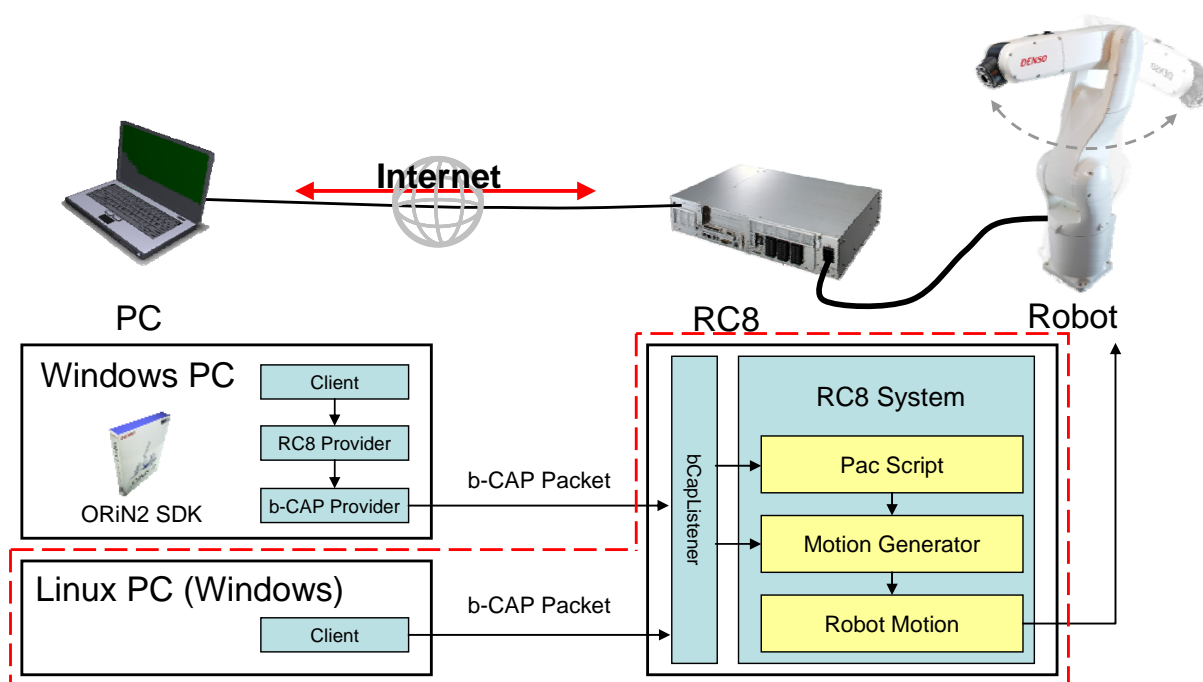 DENSO
Internet
PC
RC8
Robot
Windows PC
Client
RC8 Provider
b-CAP Provider
ORiN2 SDK
b-CAP Packet
bCapListener
RC8 System
Pac Script
Motion Generator
Robot Motion
Linux PC (Windows)
Client
b-CAP Packet